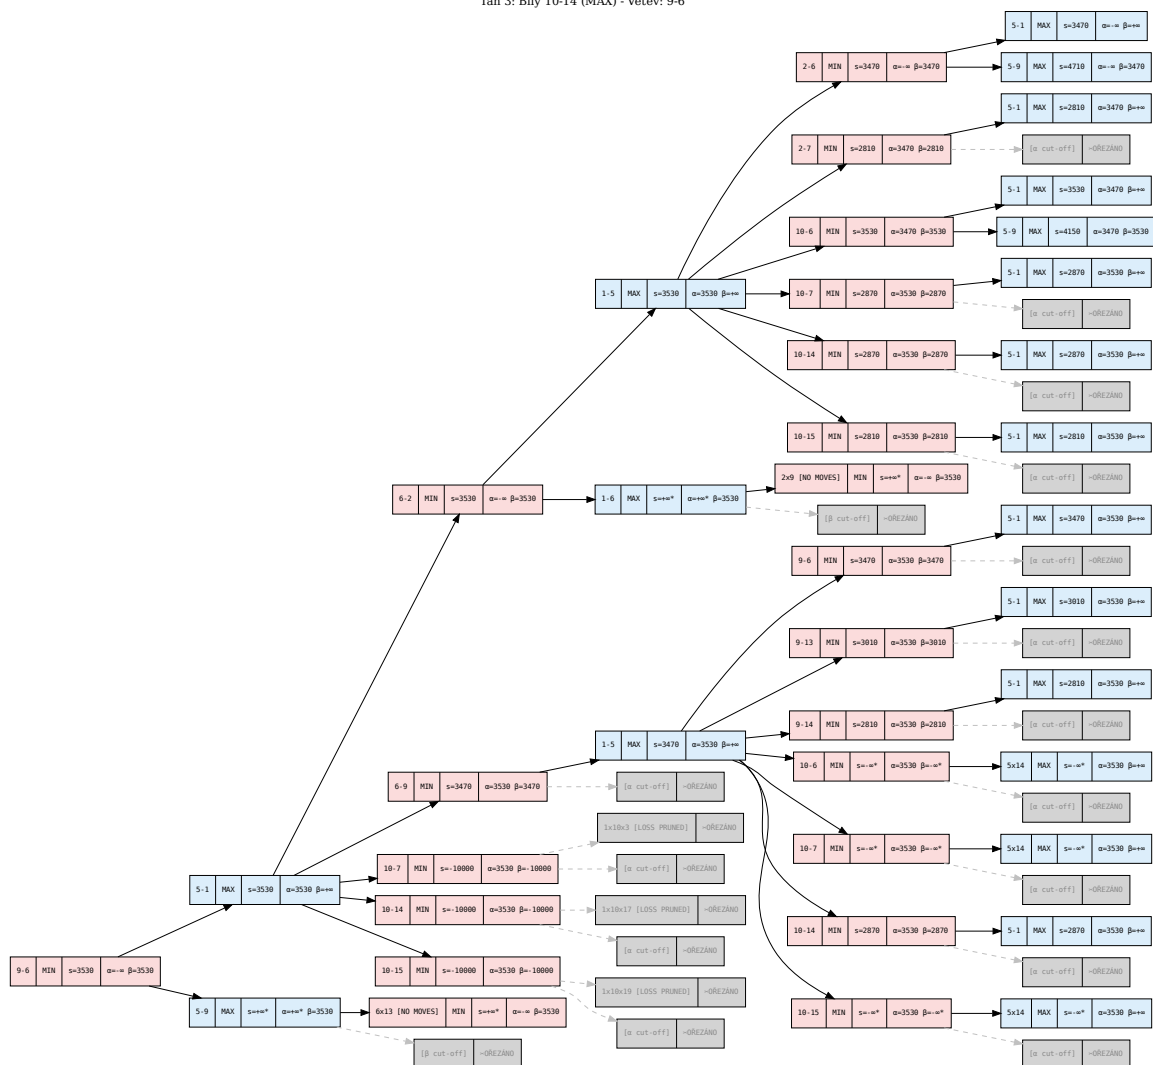 Tah 3: Bílý 10-14 (MAX) - Větev: 9-6
5-1 MAX s=3470 α=-∞ β=+∞
2-6 MIN s=3470 α=-∞ β=3470
5-9 MAX s=4710 α=-∞ β=3470
5-1 MAX s=2810 α=3470 β=+∞
2-7 MIN s=2810 α=3470 β=2810
[α cut-off] ✂OŘEZÁNO
5-1 MAX s=3530 α=3470 β=+∞
10-6 MIN s=3530 α=3470 β=3530
5-9 MAX s=4150 α=3470 β=3530
5-1 MAX s=2870 α=3530 β=+∞
1-5 MAX s=3530 α=3530 β=+∞
10-7 MIN s=2870 α=3530 β=2870
[α cut-off] ✂OŘEZÁNO
10-14 MIN s=2870 α=3530 β=2870
5-1 MAX s=2870 α=3530 β=+∞
[α cut-off] ✂OŘEZÁNO
10-15 MIN s=2810 α=3530 β=2810
5-1 MAX s=2810 α=3530 β=+∞
2x9 [NO MOVES] MIN s=+∞* α=-∞ β=3530
[α cut-off] ✂OŘEZÁNO
6-2 MIN s=3530 α=-∞ β=3530
1-6 MAX s=+∞* α=+∞* β=3530
[β cut-off] ✂OŘEZÁNO
5-1 MAX s=3470 α=3530 β=+∞
9-6 MIN s=3470 α=3530 β=3470
[α cut-off] ✂OŘEZÁNO
5-1 MAX s=3010 α=3530 β=+∞
9-13 MIN s=3010 α=3530 β=3010
[α cut-off] ✂OŘEZÁNO
5-1 MAX s=2810 α=3530 β=+∞
9-14 MIN s=2810 α=3530 β=2810
[α cut-off] ✂OŘEZÁNO
1-5 MAX s=3470 α=3530 β=+∞
10-6 MIN s=-∞* α=3530 β=-∞*
5x14 MAX s=-∞* α=3530 β=+∞
6-9 MIN s=3470 α=3530 β=3470
[α cut-off] ✂OŘEZÁNO
[α cut-off] ✂OŘEZÁNO
1x10x3 [LOSS PRUNED] ✂OŘEZÁNO
10-7 MIN s=-∞* α=3530 β=-∞*
5x14 MAX s=-∞* α=3530 β=+∞
10-7 MIN s=-10000 α=3530 β=-10000
[α cut-off] ✂OŘEZÁNO
[α cut-off] ✂OŘEZÁNO
5-1 MAX s=3530 α=3530 β=+∞
10-14 MIN s=-10000 α=3530 β=-10000
1x10x17 [LOSS PRUNED] ✂OŘEZÁNO
10-14 MIN s=2870 α=3530 β=2870
5-1 MAX s=2870 α=3530 β=+∞
[α cut-off] ✂OŘEZÁNO
9-6 MIN s=3530 α=-∞ β=3530
10-15 MIN s=-10000 α=3530 β=-10000
[α cut-off] ✂OŘEZÁNO
1x10x19 [LOSS PRUNED] ✂OŘEZÁNO
5-9 MAX s=+∞* α=+∞* β=3530
6x13 [NO MOVES] MIN s=+∞* α=-∞ β=3530
10-15 MIN s=-∞* α=3530 β=-∞*
5x14 MAX s=-∞* α=3530 β=+∞
[α cut-off] ✂OŘEZÁNO
[β cut-off] ✂OŘEZÁNO
[α cut-off] ✂OŘEZÁNO